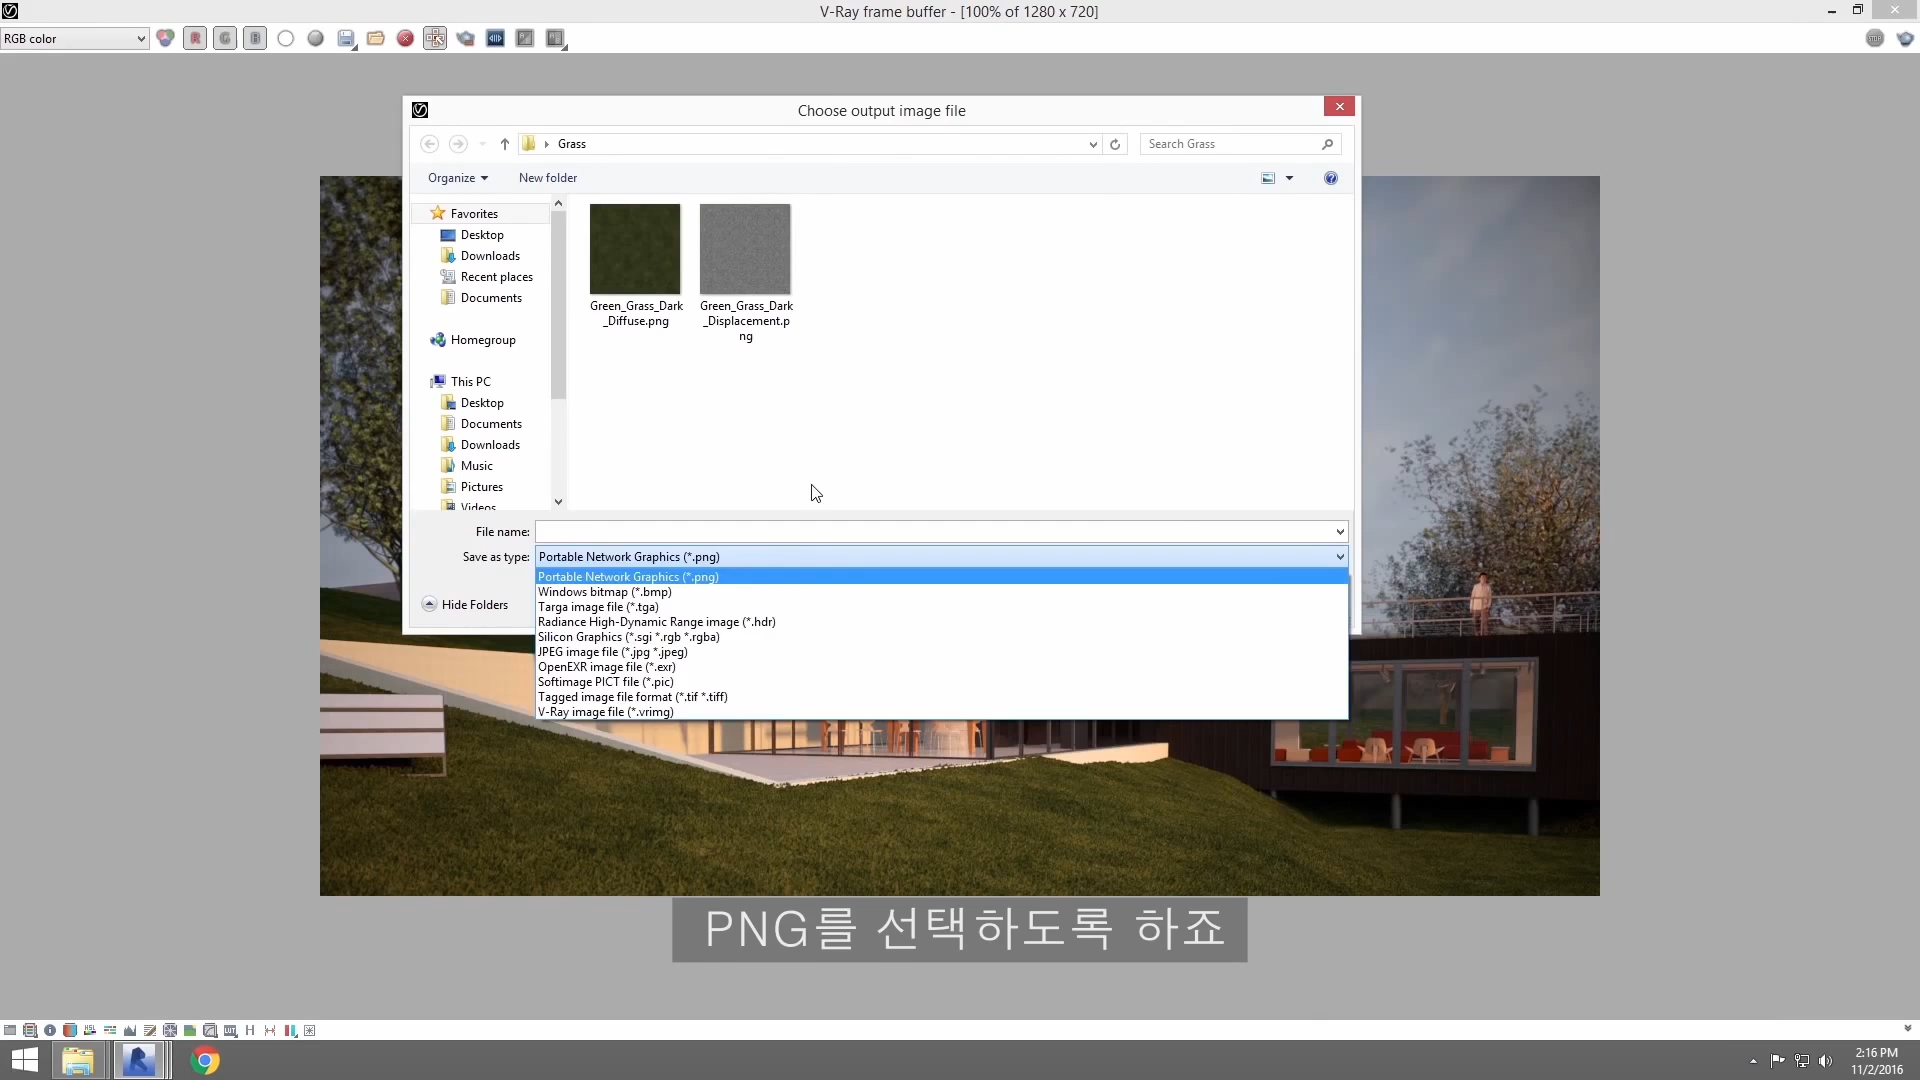 V-Ray frame buffer - [100% of 1280 x 720]
RGB color
R
G
B
STOP
Choose output image file
Grass
Search Grass
Organize
New folder
Favorites
Desktop
Downloads
Recent places
Documents
Homegroup
This PC
Desktop
Documents
Downloads
Music
Pictures
Videos
Green_Grass_Dark
_Diffuse.png
Green_Grass_Dark
_Displacement.p
ng
File name:
Save as type: Portable Network Graphics (*.png)
Portable Network Graphics (*.png)
Windows bitmap (*.bmp)
Targa image file (*.tga)
Radiance High-Dynamic Range image (*.hdr)
Silicon Graphics (*.sgi *.rgb *.rgba)
JPEG image file (*.jpg *.jpeg)
OpenEXR image file (*.exr)
Softimage PICT file (*.pic)
Tagged image file format (*.tif *.tiff)
V-Ray image file (*.vrimg)
Hide Folders
PNG를 선택하도록 하죠
HSL
LUT
H
2:16 PM
11/2/2016